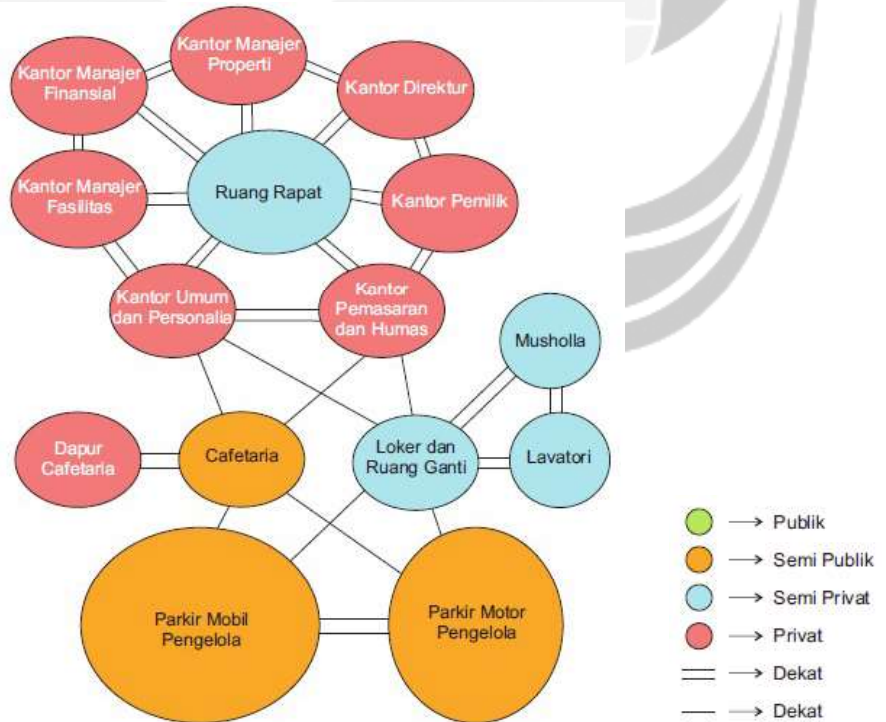 Kantor Manajer
Properti
Kantor Manajer
Finansial
Kantor Direktur
Ruang Rapat
Kantor Manajer
Fasilitas
Kantor Pemilik
Kantor Umum
dan Personalia
Kantor
Pemasaran
dan Humas
Musholla
Dapur
Cafetaria
Cafetaria
Loker dan
Ruang Ganti
Lavatori
Parkir Mobil
Pengelola
Parkir Motor
Pengelola
Publik
Semi Publik
Semi Privat
Privat
Dekat
Dekat